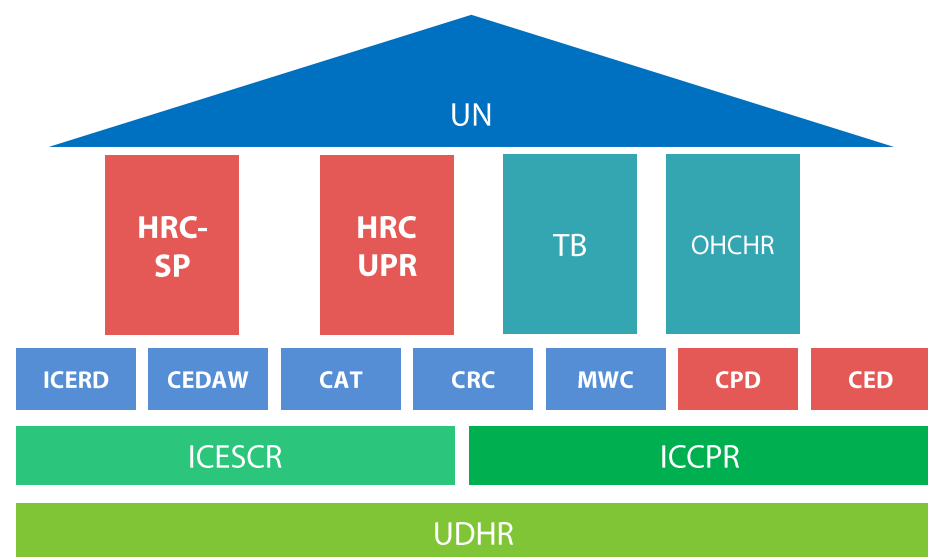 UN
HRC-
SP
HRC
UPR
TB
OHCHR
ICERD
CEDAW
CAT
CRC
MWC
CPD
CED
ICESCR
ICCPR
UDHR